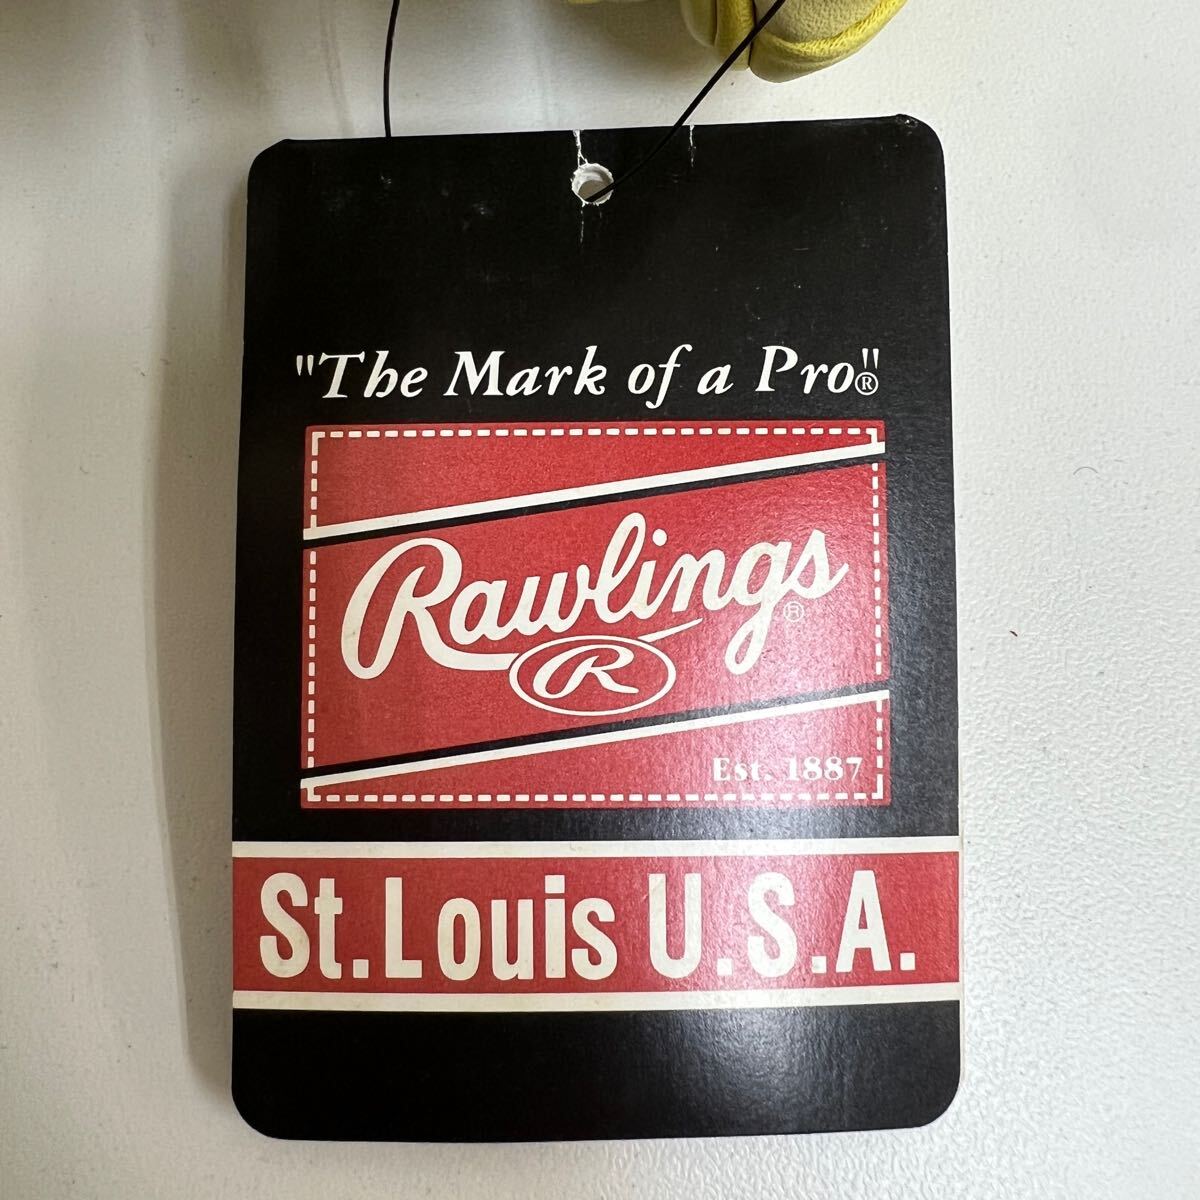 "The Mark of a Pro®"
Rawlings®
R
Est. 1887
St. Louis U.S.A.